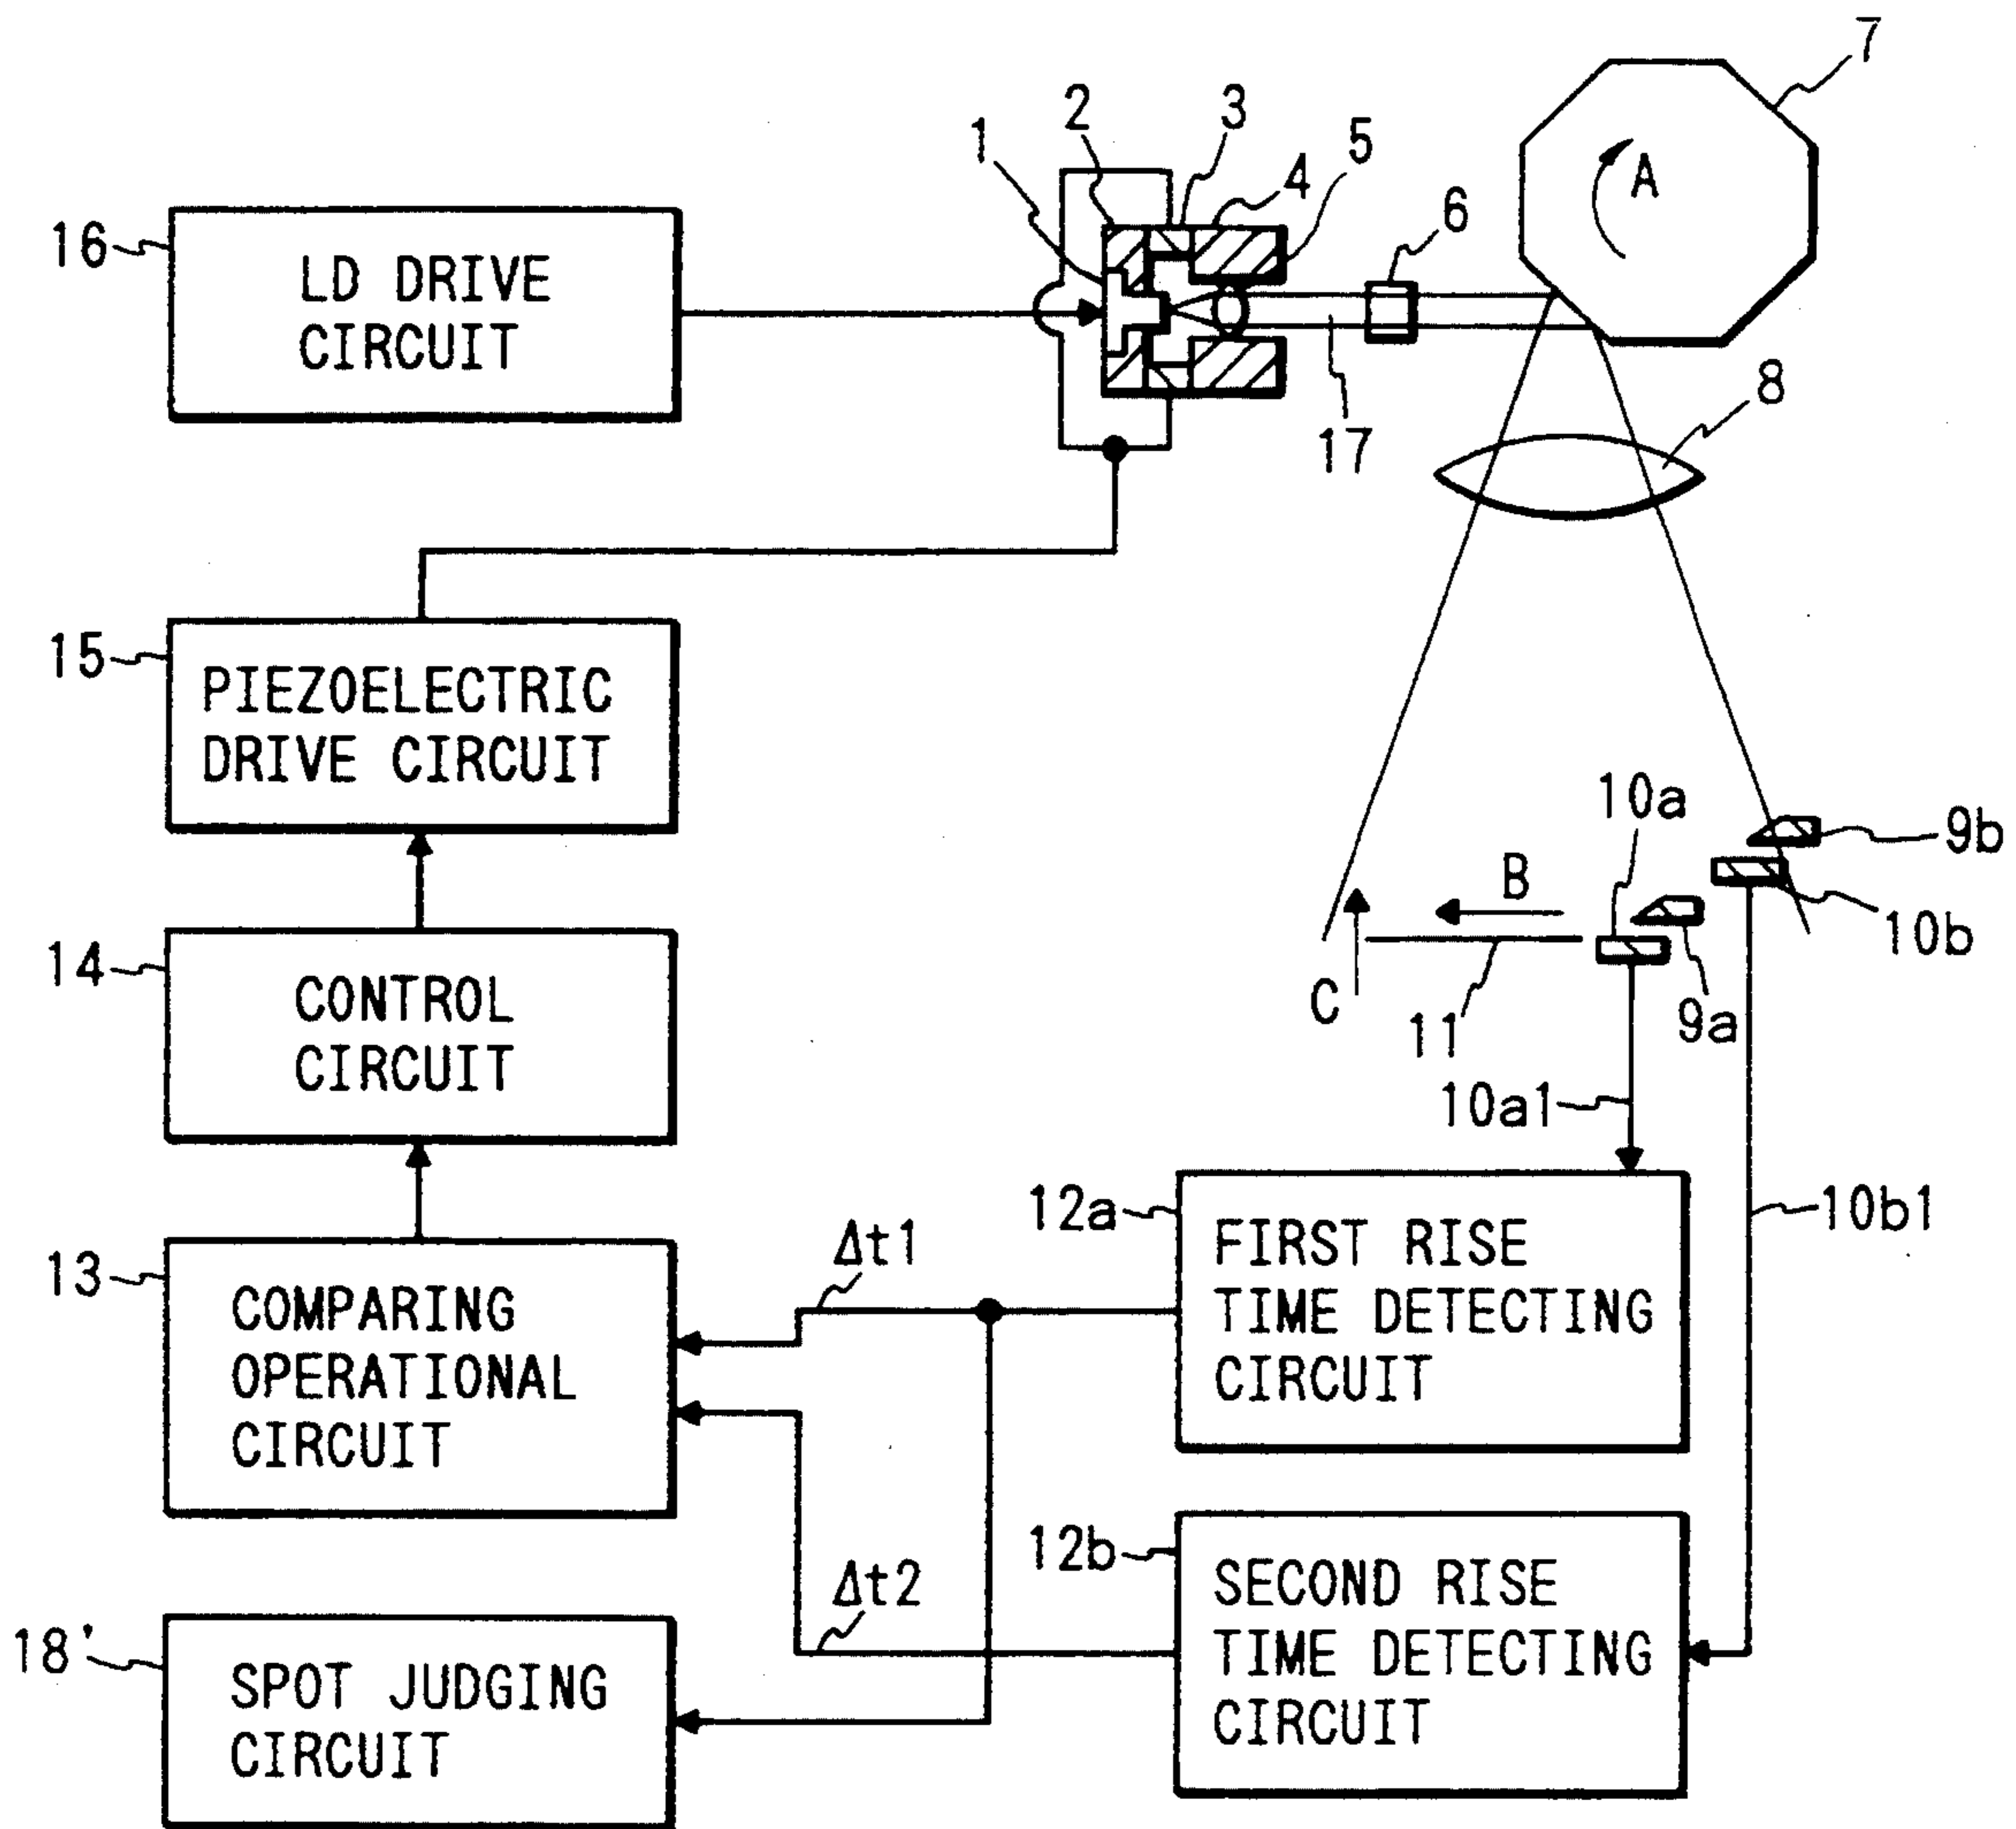 7
2
3
1
4
5
A
6
16
LD DRIVE
CIRCUIT
8
17
15
PIEZOELECTRIC
DRIVE CIRCUIT
10a
9b
B
10b
14
CONTROL
CIRCUIT
C
11
9a
10a1
12a
10b1
FIRST RISE
TIME DETECTING
CIRCUIT
Δt1
13
COMPARING
OPERATIONAL
CIRCUIT
12b
SECOND RISE
TIME DETECTING
CIRCUIT
Δt2
18'
SPOT JUDGING
CIRCUIT